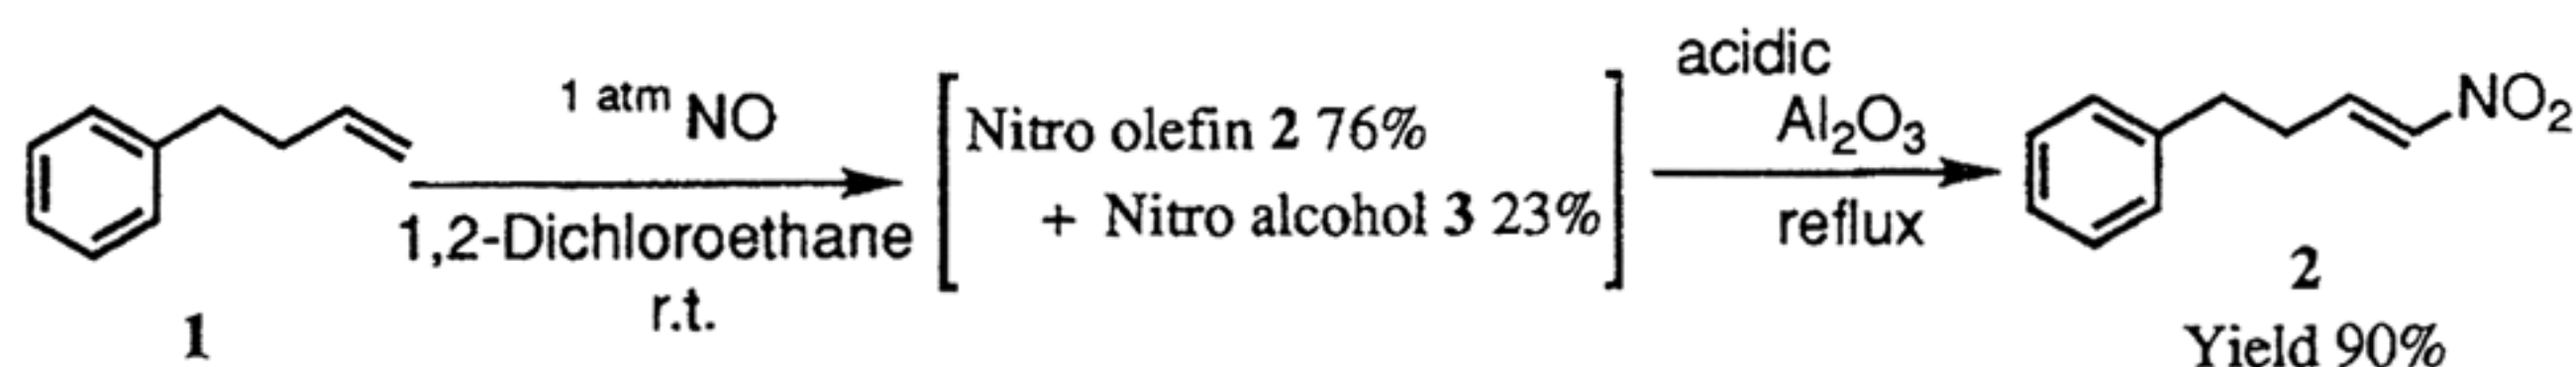 1
1 atm NO
1,2-Dichloroethane
r.t.
Nitro olefin 2 76%
+ Nitro alcohol 3 23%
acidic
Al2O3
reflux
NO2
2
Yield 90%